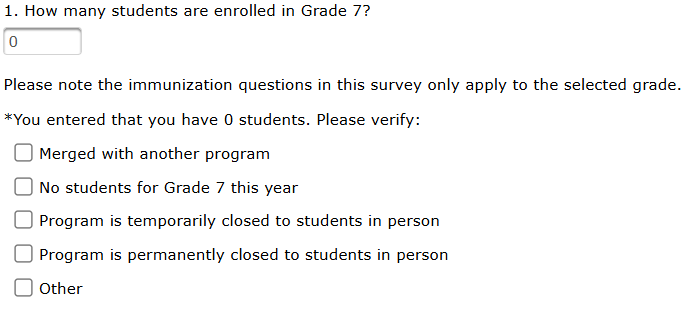 1. How many students are enrolled in Grade 7?
0
Please note the immunization questions in this survey only apply to the selected grade.
*You entered that you have 0 students. Please verify:
Merged with another program
No students for Grade 7 this year
Program is temporarily closed to students in person
Program is permanently closed to students in person
Other